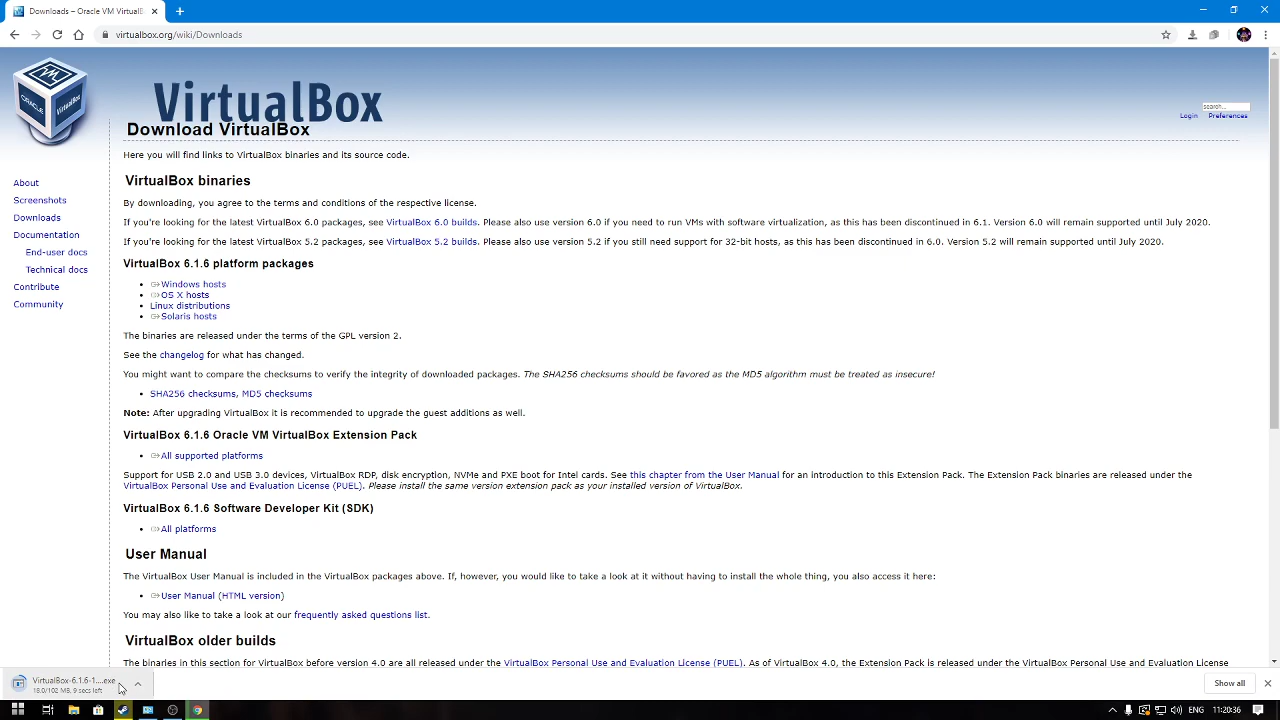 Downloads – Oracle VM VirtualB
virtualbox.org/wiki/Downloads
ORACLE
VirtualBox
VirtualBox
search...
Login Preferences
Download VirtualBox
Here you will find links to VirtualBox binaries and its source code.
About
Screenshots
Downloads
Documentation
End-user docs
Technical docs
Contribute
Community
VirtualBox binaries
By downloading, you agree to the terms and conditions of the respective license.
If you're looking for the latest VirtualBox 6.0 packages, see VirtualBox 6.0 builds. Please also use version 6.0 if you need to run VMs with software virtualization, as this has been discontinued in 6.1. Version 6.0 will remain supported until July 2020.
If you're looking for the latest VirtualBox 5.2 packages, see VirtualBox 5.2 builds. Please also use version 5.2 if you still need support for 32-bit hosts, as this has been discontinued in 6.0. Version 5.2 will remain supported until July 2020.
VirtualBox 6.1.6 platform packages
Windows hosts
OS X hosts
Linux distributions
Solaris hosts
The binaries are released under the terms of the GPL version 2.
See the changelog for what has changed.
You might want to compare the checksums to verify the integrity of downloaded packages. The SHA256 checksums should be favored as the MD5 algorithm must be treated as insecure!
SHA256 checksums, MD5 checksums
Note: After upgrading VirtualBox it is recommended to upgrade the guest additions as well.
VirtualBox 6.1.6 Oracle VM VirtualBox Extension Pack
All supported platforms
Support for USB 2.0 and USB 3.0 devices, VirtualBox RDP, disk encryption, NVMe and PXE boot for Intel cards. See this chapter from the User Manual for an introduction to this Extension Pack. The Extension Pack binaries are released under the
VirtualBox Personal Use and Evaluation License (PUEL). Please install the same version extension pack as your installed version of VirtualBox.
VirtualBox 6.1.6 Software Developer Kit (SDK)
All platforms
User Manual
The VirtualBox User Manual is included in the VirtualBox packages above. If, however, you would like to take a look at it without having to install the whole thing, you also access it here:
User Manual (HTML version)
You may also like to take a look at our frequently asked questions list.
VirtualBox older builds
The binaries in this section for VirtualBox before version 4.0 are all released under the VirtualBox Personal Use and Evaluation License (PUEL). As of VirtualBox 4.0, the Extension Pack is released under the VirtualBox Personal Use and Evaluation License
VirtualBox-6.1.6-1....exe
18.0/102 MB, 9 secs left
Show all
ENG 11:20:36